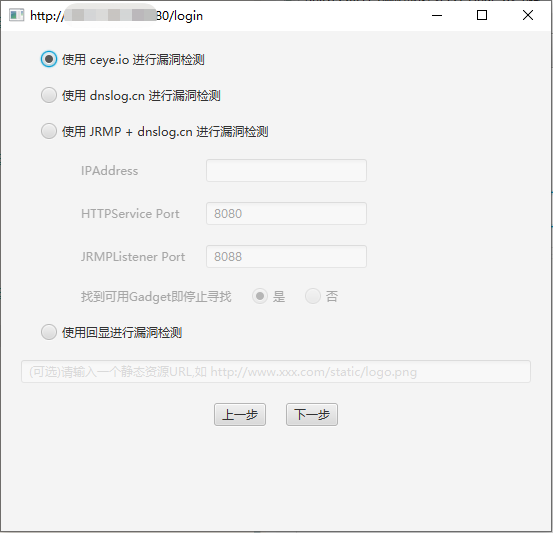 http://80/login
使用 ceye.io 进行漏洞检测
使用 dnslog.cn 进行漏洞检测
使用 JRMP + dnslog.cn 进行漏洞检测
IPAddress
HTTPService Port 8080
JRMPListener Port 8088
找到可用Gadget即停止寻找 是 否
使用回显进行漏洞检测
(可选)请输入一个静态资源URL,如 http://www.xxx.com/static/logo.png
上一步 下一步